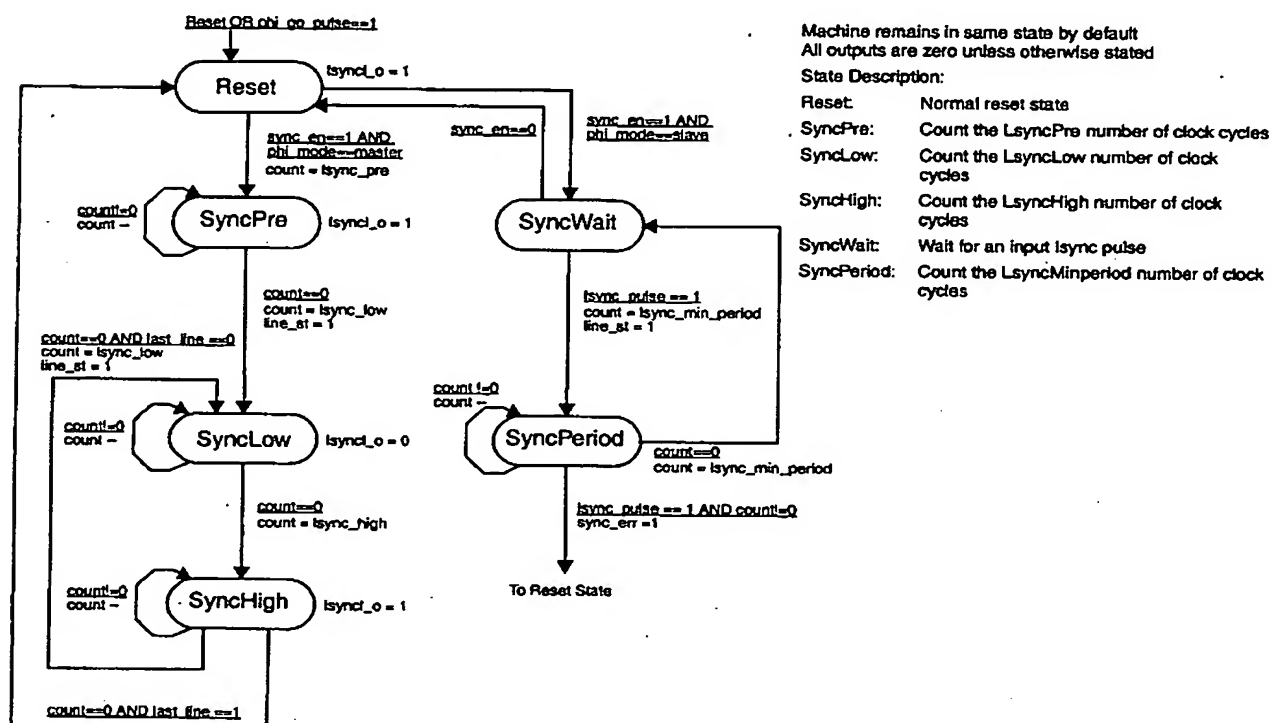 Reset OR phi_go_pulse==1
Reset
lsyncl_o = 1
sync_en==1 AND
phi_mode==master
count = lsync_pre
sync_en==0
sync_en==1 AND
phi_mode==slave
count!=0
count –
SyncPre
lsyncl_o = 1
SyncWait
count==0
count = lsync_low
line_st = 1
lsync_pulse == 1
count = lsync_min_period
line_st = 1
count==0 AND last_line ==0
count = lsync_low
line_st = 1
count!=0
count –
SyncLow
lsyncl_o = 0
count !=0
count –
SyncPeriod
count==0
count = lsync_min_period
count==0
count = lsync_high
lsync_pulse == 1 AND count!=0
sync_err =1
To Reset State
count!=0
count –
SyncHigh
lsyncl_o = 1
count==0 AND last_line ==1
Machine remains in same state by default
All outputs are zero unless otherwise stated
State Description:
Reset: Normal reset state
SyncPre: Count the LsyncPre number of clock cycles
SyncLow: Count the LsyncLow number of clock
cycles
SyncHigh: Count the LsyncHigh number of clock
cycles
SyncWait: Wait for an input lsync pulse
SyncPeriod: Count the LsyncMinperiod number of clock
cycles